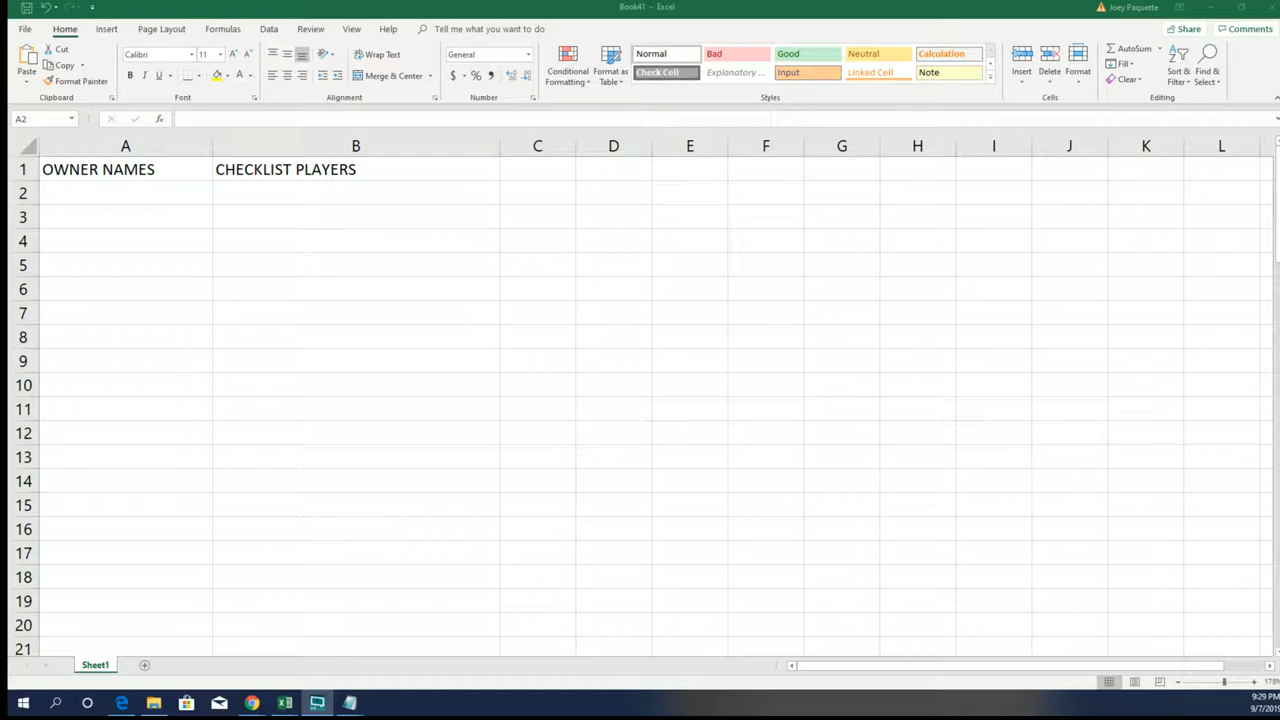 Book41 - Excel
Joey Paquette
File Home Insert Page Layout Formulas Data Review View Help Tell me what you want to do
Share Comments
Paste
Cut
Copy
Format Painter
Clipboard
Calibri 11
B I U
Font
Wrap Text
Merge & Center
Alignment
General
$ % ,
Number
Conditional Formatting
Format as Table
Normal Bad Good Neutral Calculation
Check Cell Explanatory ... Input Linked Cell Note
Styles
Insert Delete Format
Cells
AutoSum
Fill
Clear
Sort & Filter
Find & Select
Editing
A2 fx
A B C D E F G H I J K L
1 OWNER NAMES CHECKLIST PLAYERS
2
3
4
5
6
7
8
9
10
11
12
13
14
15
16
17
18
19
20
21
Sheet1
178%
9:29 PM